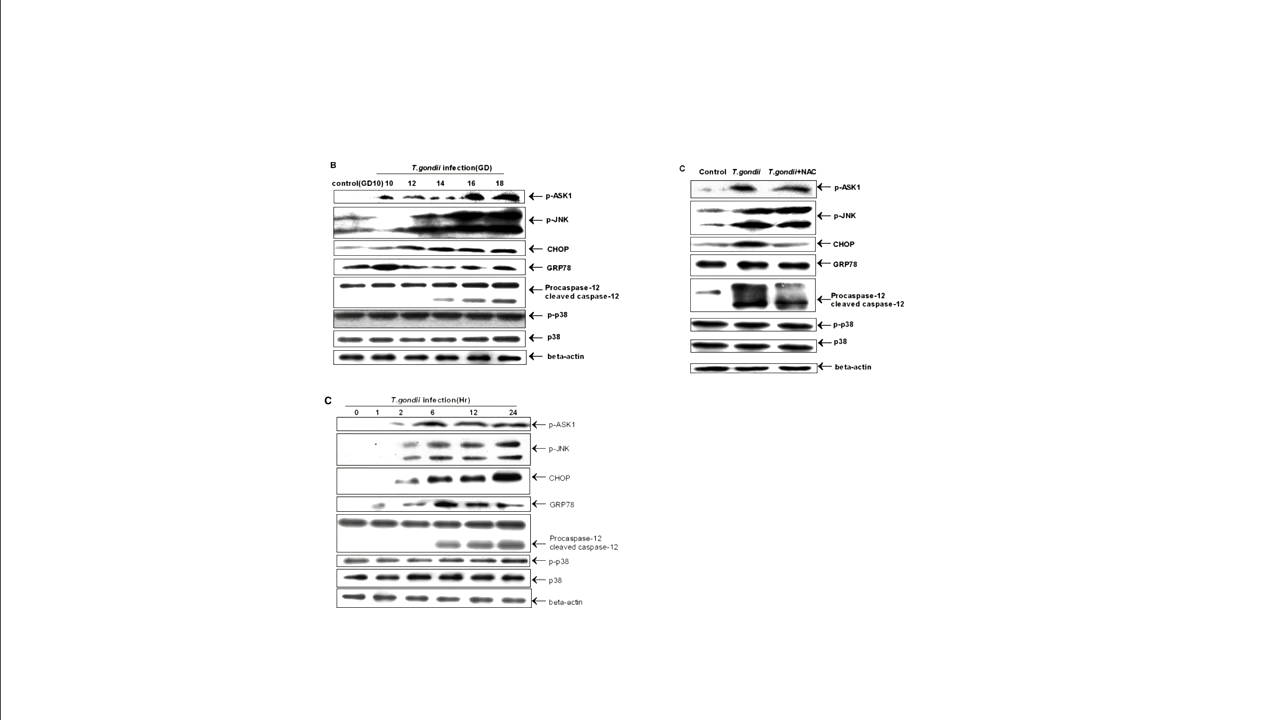 B
T.gondii infection(GD)
control(GD10) 10 12 14 16 18
p-ASK1
p-JNK
CHOP
GRP78
Procaspase-12
cleaved caspase-12
p-p38
p38
beta-actin
C
Control T.gondii T.gondii+NAC
p-ASK1
p-JNK
CHOP
GRP78
Procaspase-12
cleaved caspase-12
p-p38
p38
beta-actin
C
T.gondii infection(Hr)
0 1 2 6 12 24
p-ASK1
p-JNK
CHOP
GRP78
Procaspase-12
cleaved caspase-12
p-p38
p38
beta-actin